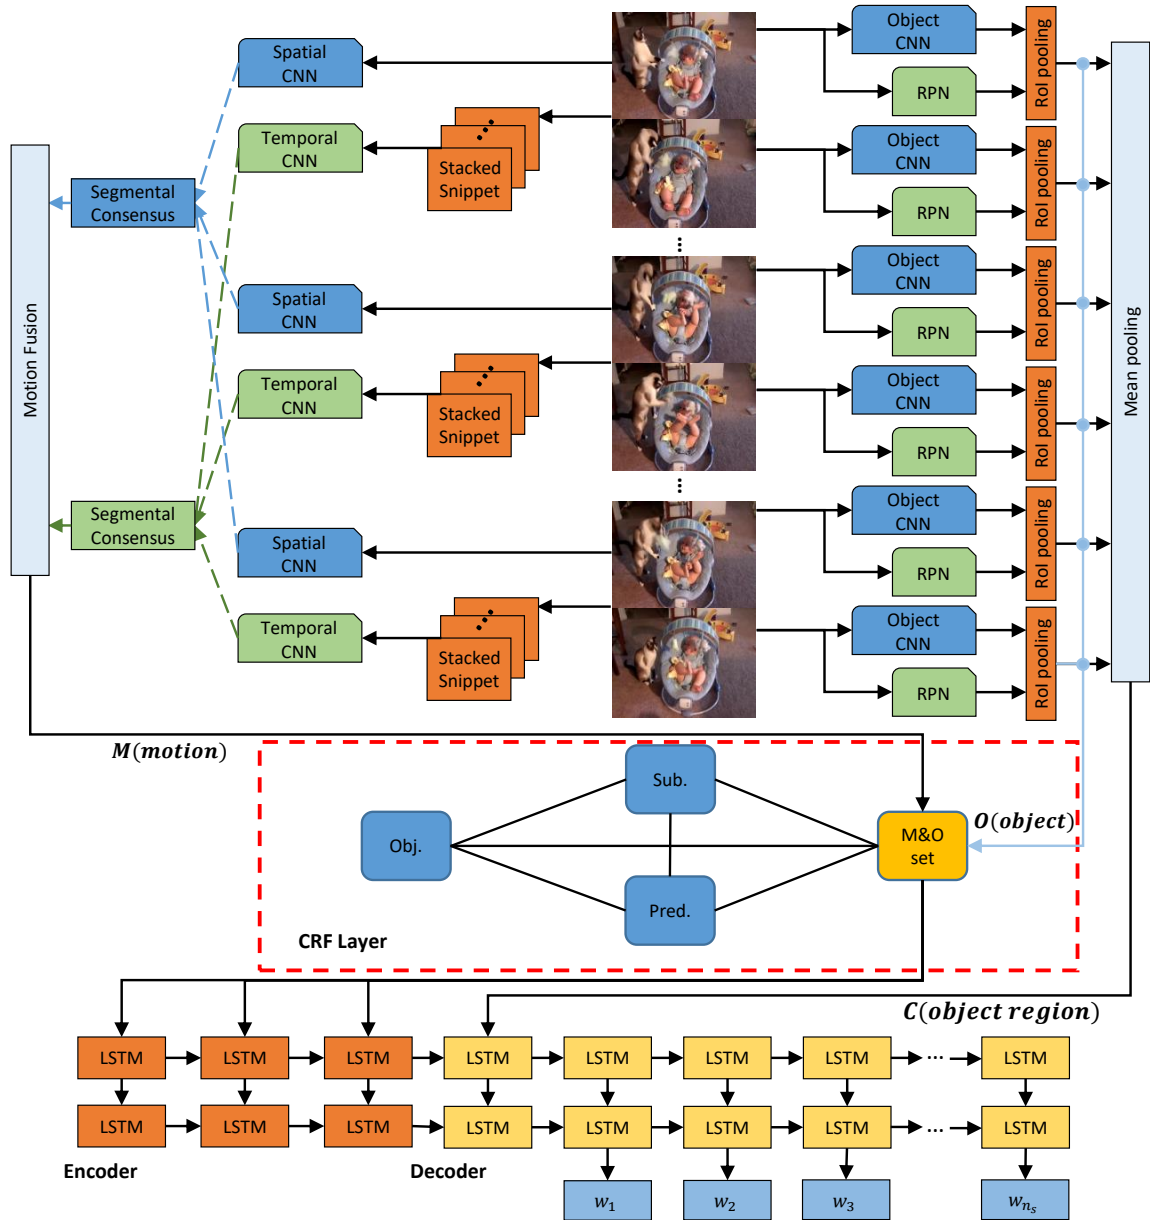 Spatial
CNN
Temporal
CNN
Stacked
Snippet
Segmental
Consensus
Motion Fusion
Spatial
CNN
Temporal
CNN
Stacked
Snippet
Segmental
Consensus
Spatial
CNN
Temporal
CNN
Stacked
Snippet
Object
CNN
RPN
RoI pooling
Object
CNN
RPN
RoI pooling
Object
CNN
RPN
RoI pooling
Object
CNN
RPN
RoI pooling
Object
CNN
RPN
RoI pooling
Object
CNN
RPN
RoI pooling
Mean pooling
M(motion)
Sub.
Obj.
Pred.
M&O
set
O(object)
CRF Layer
C(object region)
LSTM LSTM LSTM LSTM LSTM LSTM LSTM ... LSTM
LSTM LSTM LSTM LSTM LSTM LSTM LSTM ... LSTM
Encoder Decoder
w₁ w₂ w₃ wₙₛ